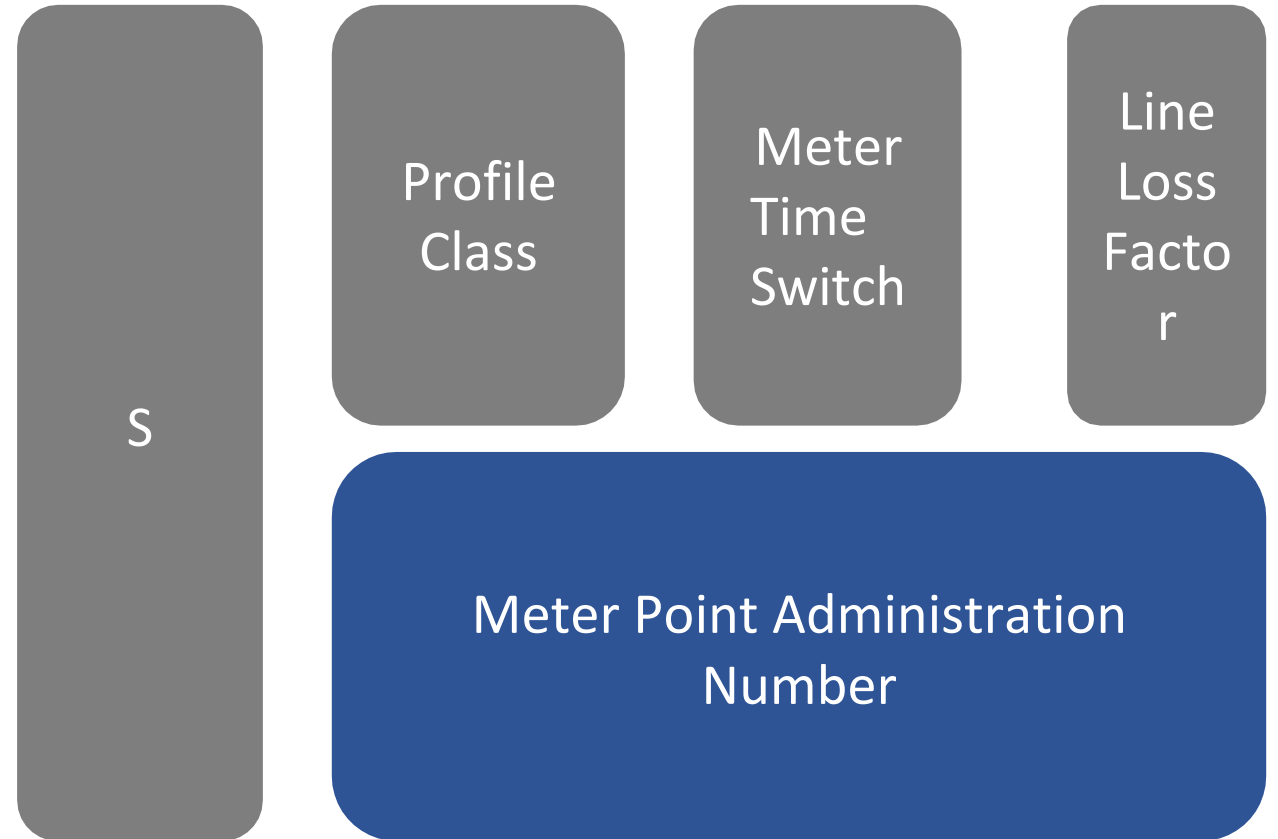 S
Profile
Class
Meter
Time
Switch
Line
Loss
Facto
r
Meter Point Administration
Number